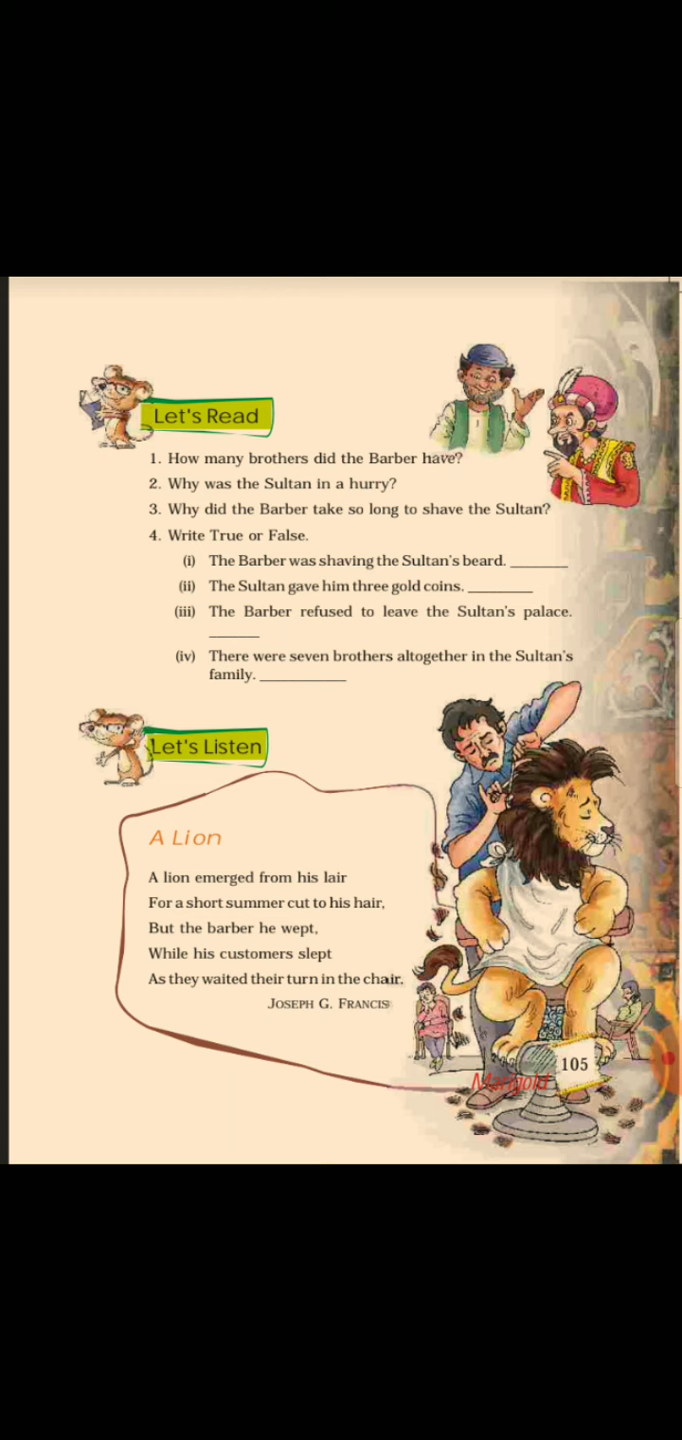 Let's Read
1. How many brothers did the Barber have?
2. Why was the Sultan in a hurry?
3. Why did the Barber take so long to shave the Sultan?
4. Write True or False.
(i) The Barber was shaving the Sultan's beard. ________
(ii) The Sultan gave him three gold coins. _________
(iii) The Barber refused to leave the Sultan's palace.
_______
(iv) There were seven brothers altogether in the Sultan's
family. ____________
Let's Listen
A Lion
A lion emerged from his lair
For a short summer cut to his hair,
But the barber he wept,
While his customers slept
As they waited their turn in the chair.
JOSEPH G. FRANCIS
105
Marigold